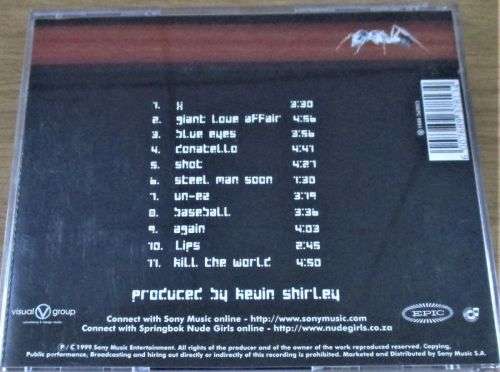 1. X 3:30
2. giant love affair 4:56
3. blue eyes 3:56
4. donatello 4:47
5. shot 4:27
6. steel man soon 1:30
7. un-ez 3:19
8. baseball 3:36
9. again 4:03
10. Lips 2:45
11. kill the world 4:50
produced by kevin shirley
visual V group
Connect with Sony Music online - http://www.sonymusic.com
Connect with Springbok Nude Girls online - http://www.nudegirls.co.za
EPIC
Ⓟ/© 1999 Sony Music Entertainment. All rights of the producer and of the owner of the work reproduced reserved. Copying,
Public performance, Broadcasting and hiring out directly or indirectly of this recording is prohibited. Marketed and Distributed by Sony Music S.A.